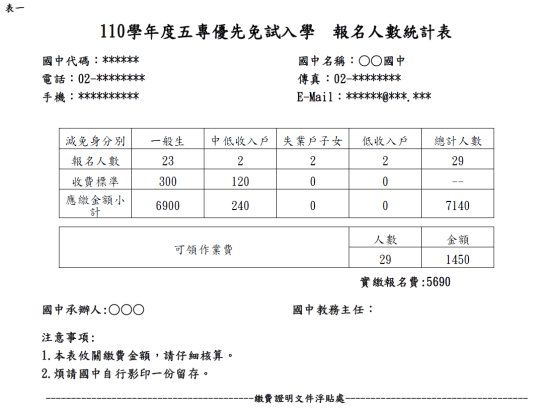 表一
110學年度五專優先免試入學 報名人數統計表
國中代碼：****** 國中名稱：○○國中
電話：02-******** 傳真：02-********
手機：********** E-Mail：******@***.***
減免身分別 一般生 中低收入戶 失業戶子女 低收入戶 總計人數
報名人數 23 2 2 2 29
收費標準 300 120 0 0 --
應繳金額小計 6900 240 0 0 7140
可領作業費 人數 金額
29 1450
實繳報名費:5690
國中承辦人:○○○ 國中教務主任：
注意事項:
1.本表攸關繳費金額，請仔細核算。
2.煩請國中自行影印一份留存。
----------------------------------------繳費證明文件浮貼處----------------------------------------